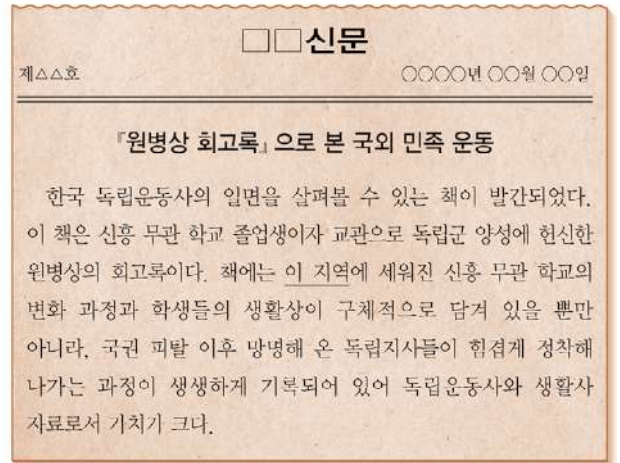 □□신문
제△△호 ○○○○년 ○○월 ○○일
『원병상 회고록』으로 본 국외 민족 운동
한국 독립운동사의 일면을 살펴볼 수 있는 책이 발간되었다.
이 책은 신흥 무관 학교 졸업생이자 교관으로 독립군 양성에 헌신한
원병상의 회고록이다. 책에는 이 지역에 세워진 신흥 무관 학교의
변화 과정과 학생들의 생활상이 구체적으로 담겨 있을 뿐만
아니라, 국권 피탈 이후 망명해 온 독립지사들이 힘겹게 정착해
나가는 과정이 생생하게 기록되어 있어 독립운동사와 생활사
자료로서 가치가 크다.